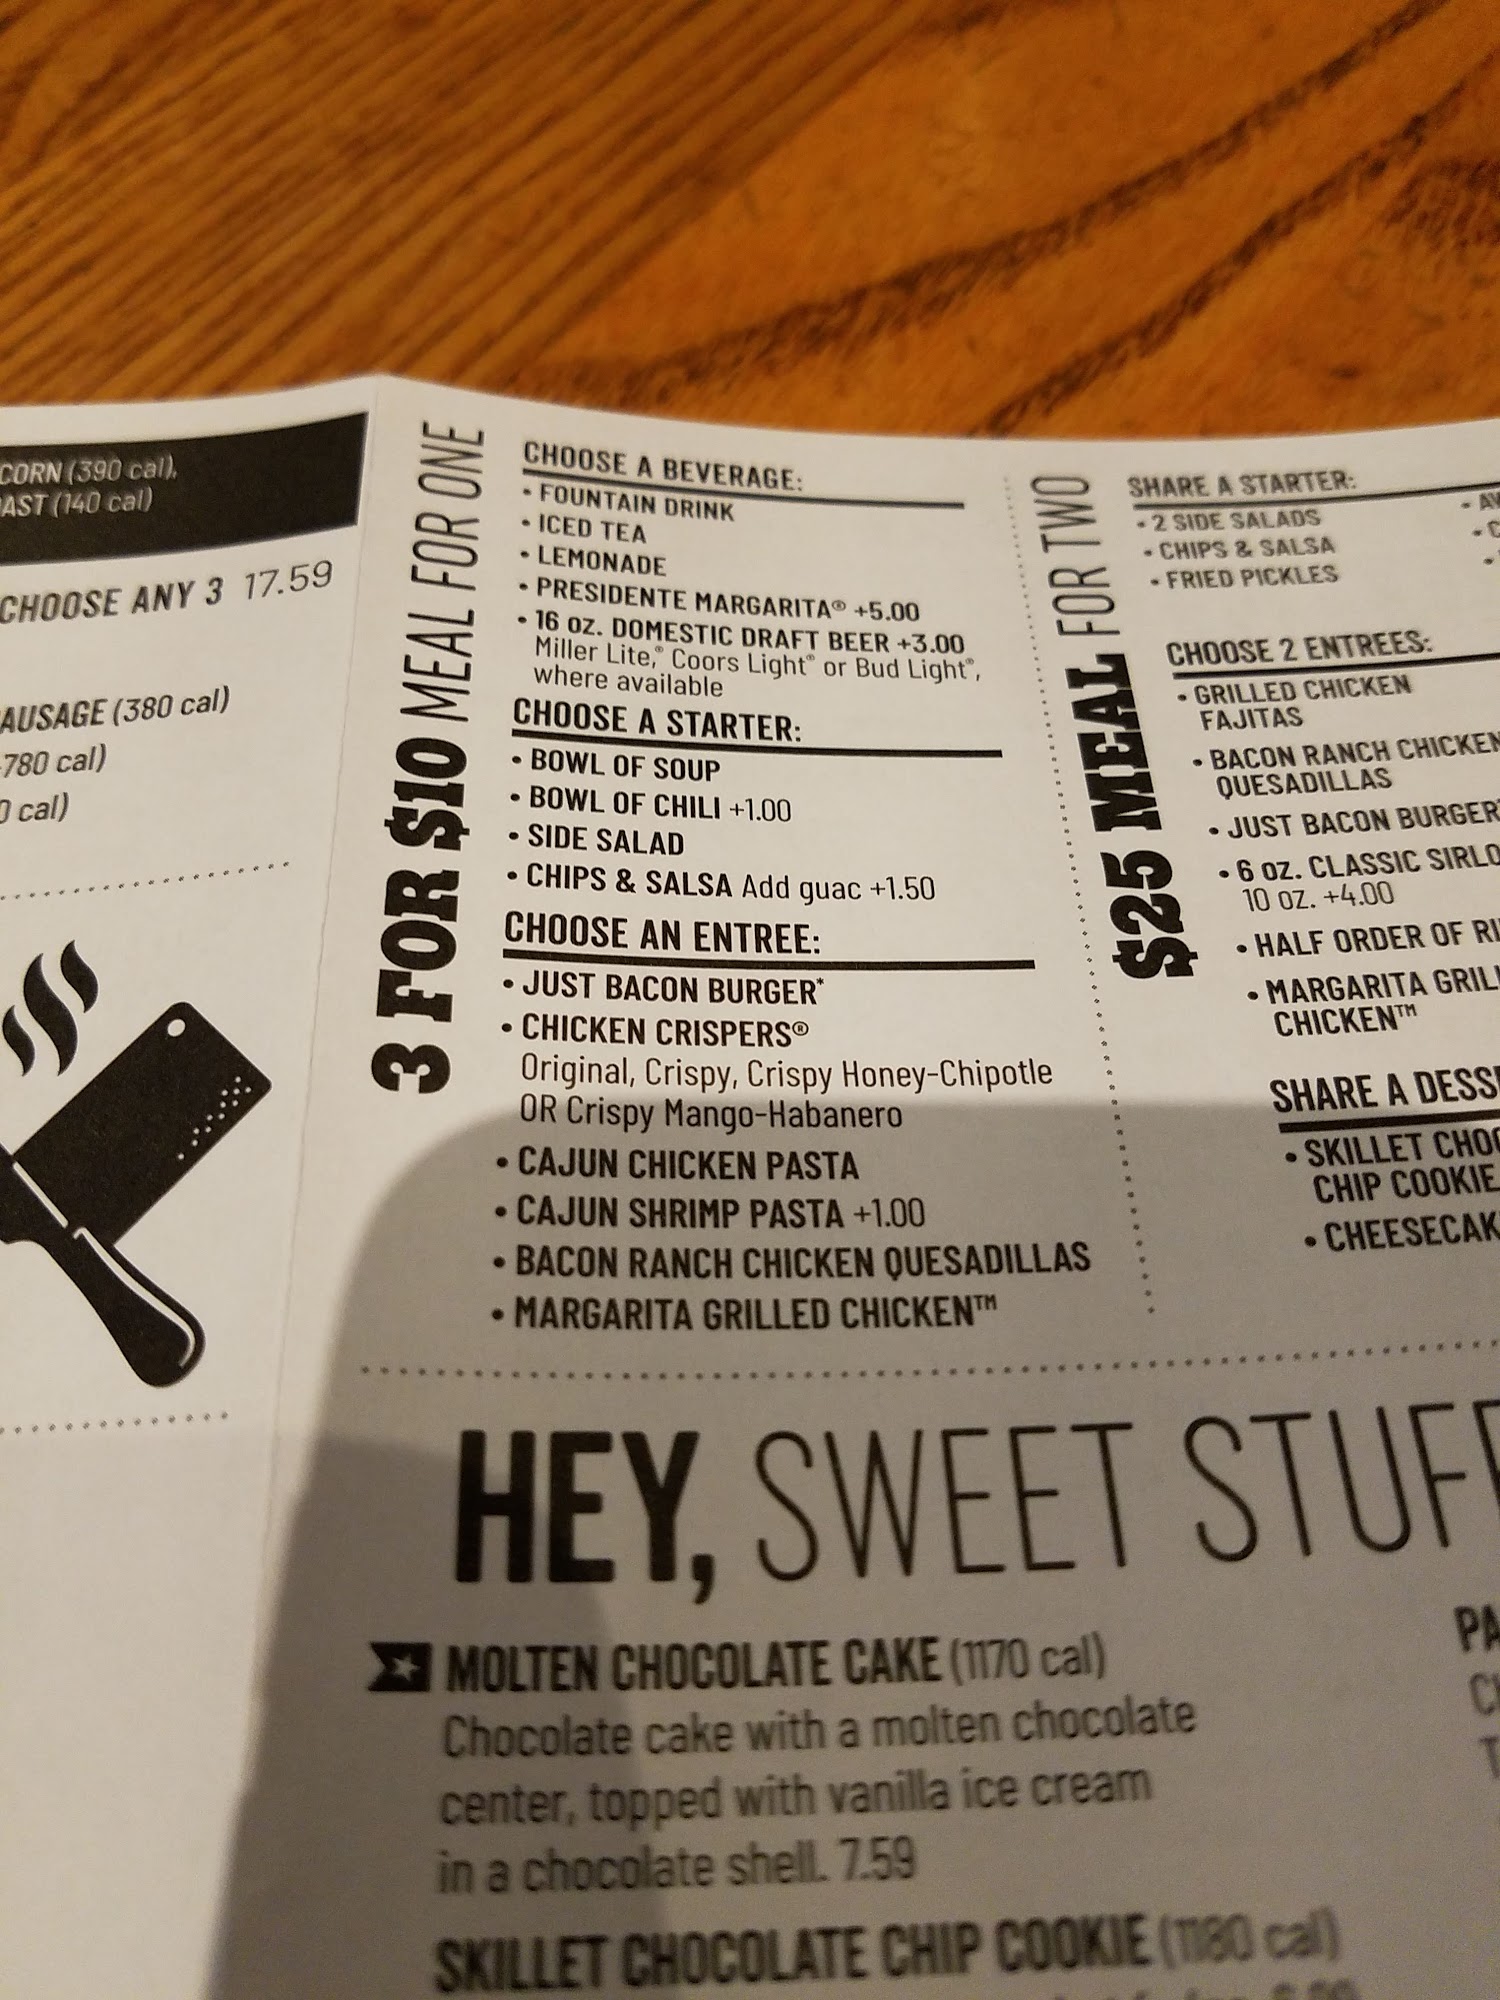 CORN (390 cal),
AST (140 cal)
CHOOSE ANY 3 17.59
AUSAGE (380 cal)
-780 cal)
0 cal)
3 FOR $10 MEAL FOR ONE
CHOOSE A BEVERAGE:
• FOUNTAIN DRINK
• ICED TEA
• LEMONADE
• PRESIDENTE MARGARITA® +5.00
• 16 oz. DOMESTIC DRAFT BEER +3.00
Miller Lite,® Coors Light® or Bud Light®,
where available
CHOOSE A STARTER:
• BOWL OF SOUP
• BOWL OF CHILI +1.00
• SIDE SALAD
• CHIPS & SALSA Add guac +1.50
CHOOSE AN ENTREE:
• JUST BACON BURGER*
• CHICKEN CRISPERS®
Original, Crispy, Crispy Honey-Chipotle
OR Crispy Mango-Habanero
• CAJUN CHICKEN PASTA
• CAJUN SHRIMP PASTA +1.00
• BACON RANCH CHICKEN QUESADILLAS
• MARGARITA GRILLED CHICKEN™
$25 MEAL FOR TWO
SHARE A STARTER:
• 2 SIDE SALADS
• CHIPS & SALSA
• FRIED PICKLES
CHOOSE 2 ENTREES:
• GRILLED CHICKEN
FAJITAS
• BACON RANCH CHICKEN
QUESADILLAS
• JUST BACON BURGER
• 6 oz. CLASSIC SIRLO
10 oz. +4.00
• HALF ORDER OF RI
• MARGARITA GRILL
CHICKEN™
SHARE A DESS
• SKILLET CHOC
CHIP COOKIE
• CHEESECAK
HEY, SWEET STUFF
MOLTEN CHOCOLATE CAKE (1170 cal)
Chocolate cake with a molten chocolate
center, topped with vanilla ice cream
in a chocolate shell. 7.59
SKILLET CHOCOLATE CHIP COOKIE (1180 cal)
PA